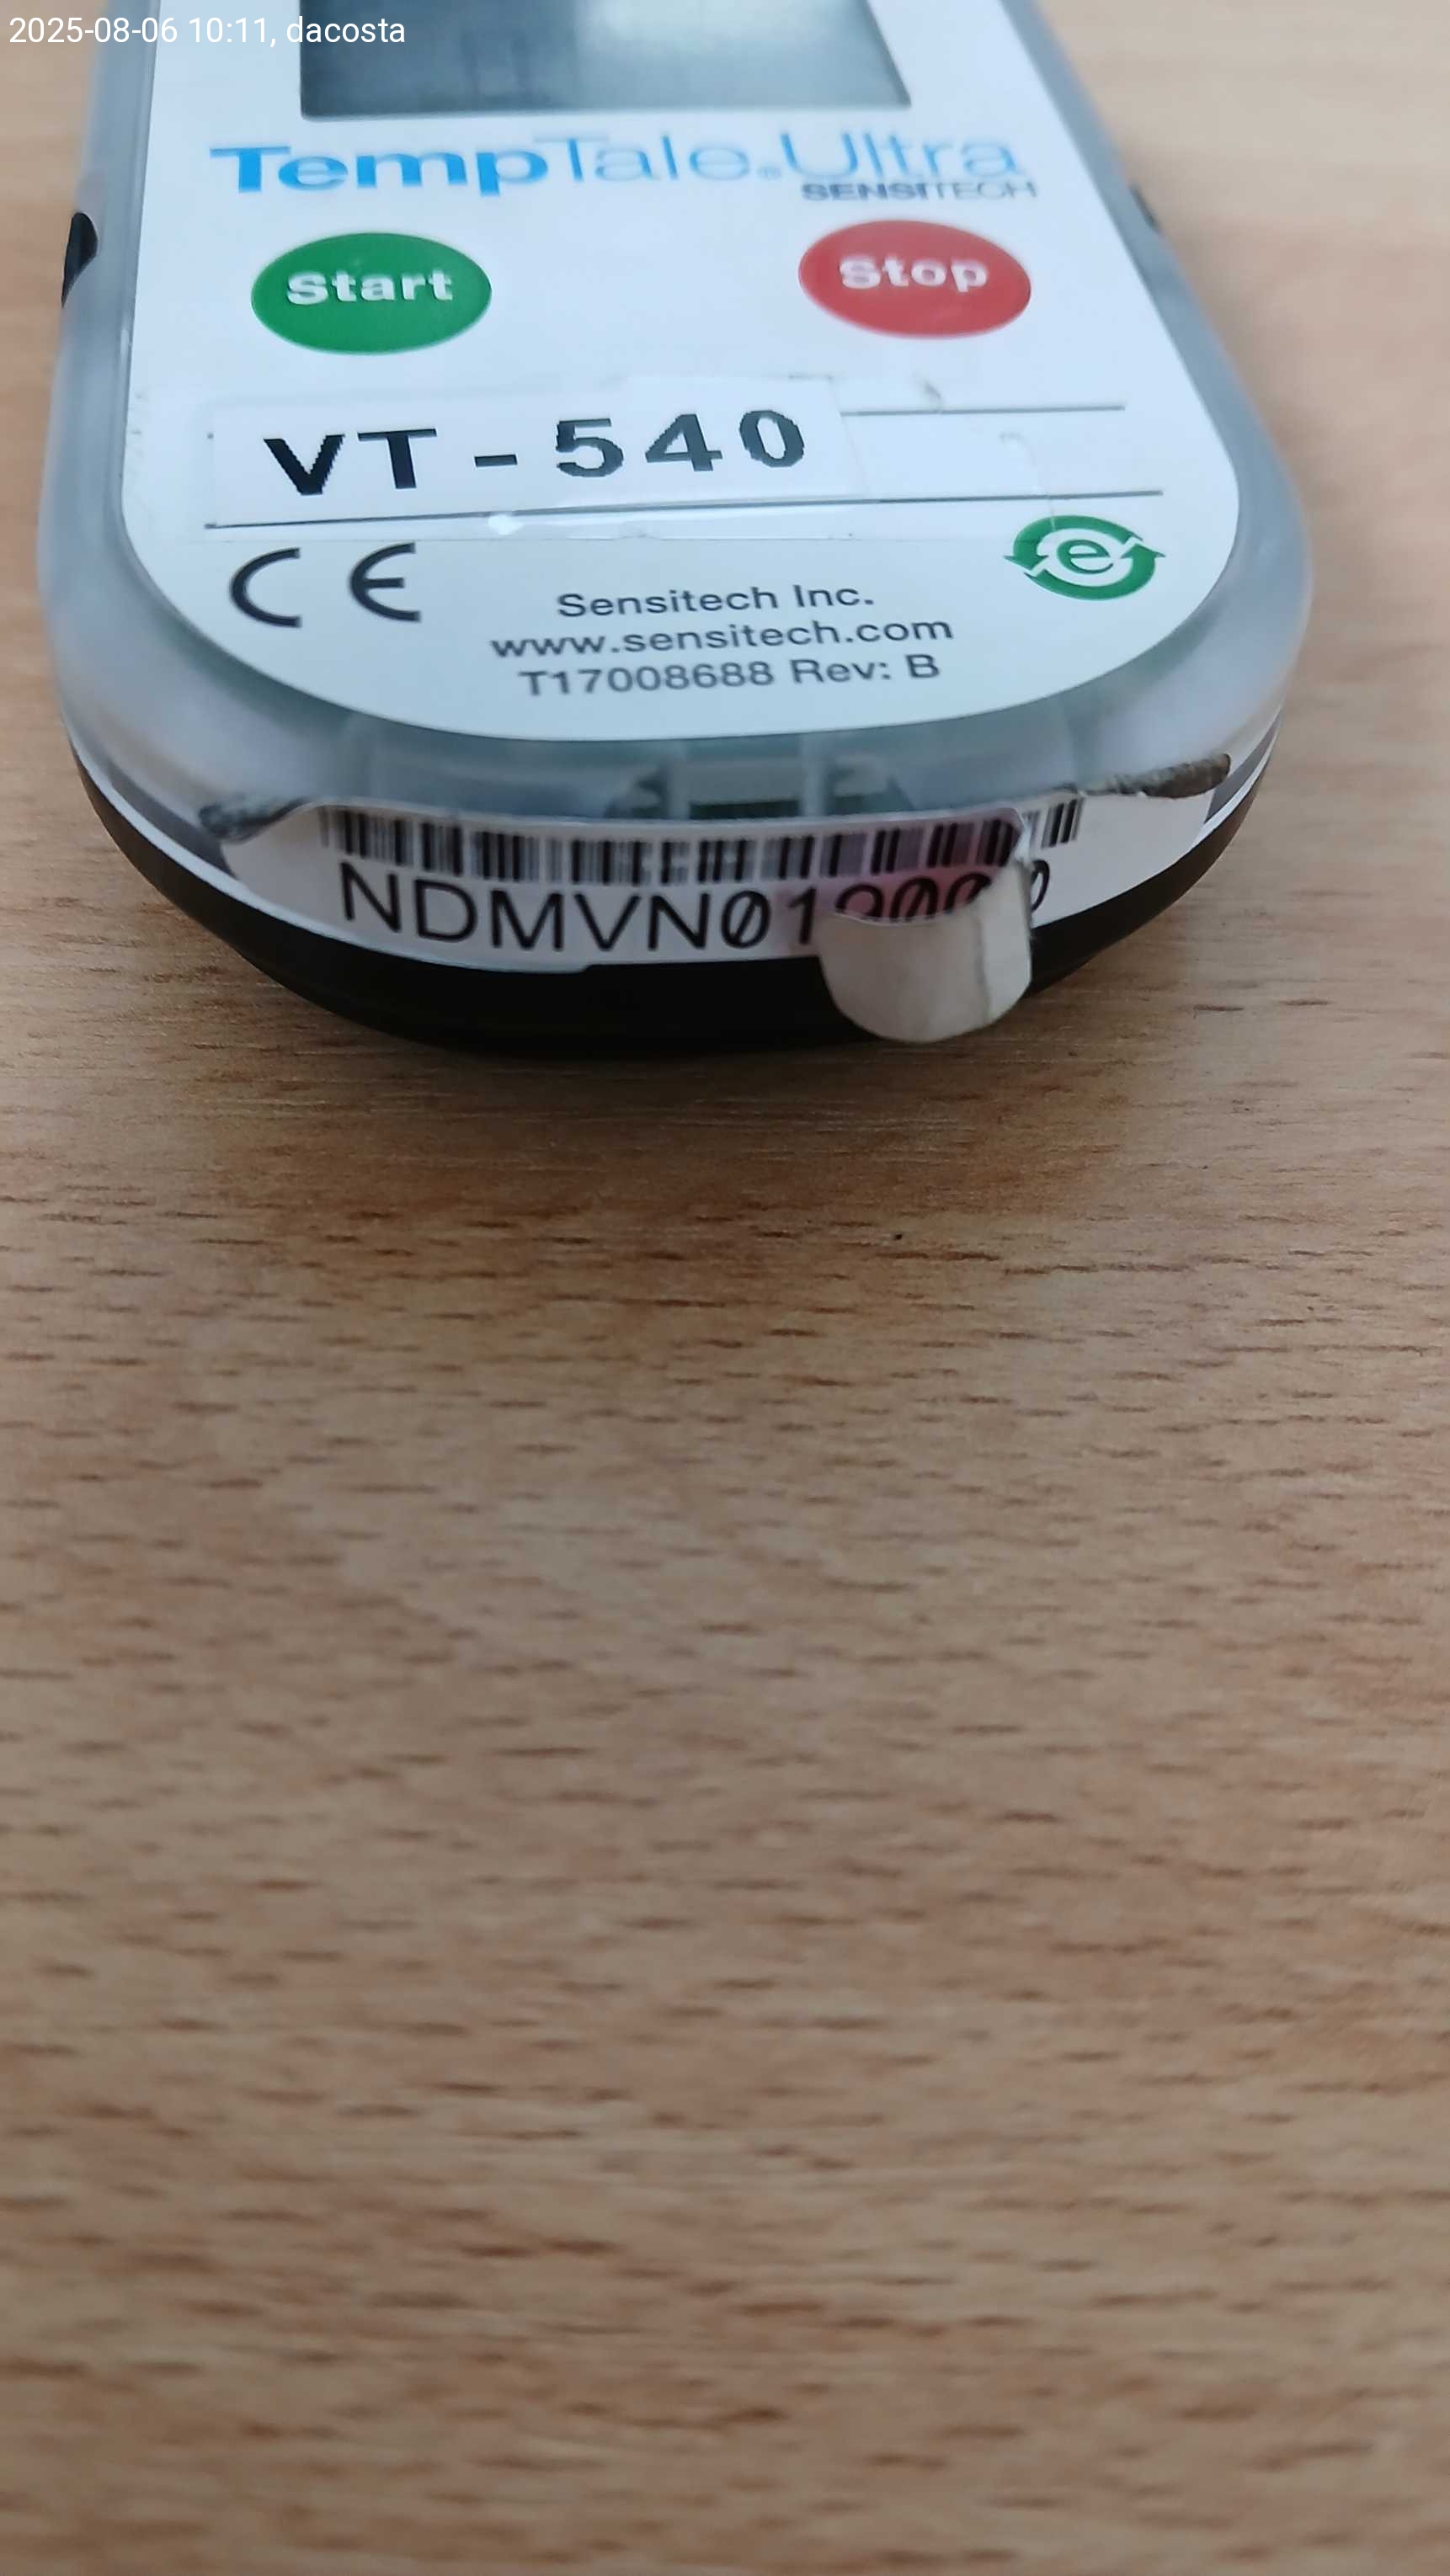 2025-08-06 10:11, dacosta
TempTale®Ultra
SENSITECH
Start
Stop
VT-540
CE
e
Sensitech Inc.
www.sensitech.com
T17008688 Rev: B